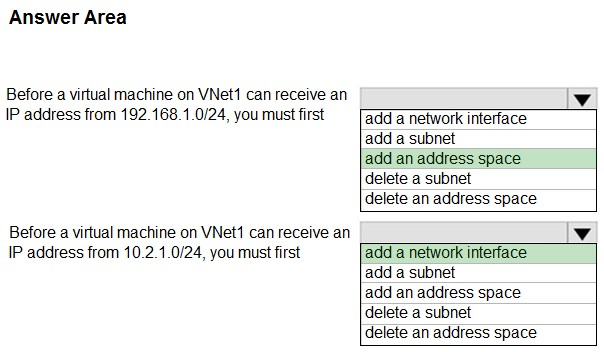 Answer Area
Before a virtual machine on VNet1 can receive an
IP address from 192.168.1.0/24, you must first
add a network interface
add a subnet
add an address space
delete a subnet
delete an address space
Before a virtual machine on VNet1 can receive an
IP address from 10.2.1.0/24, you must first
add a network interface
add a subnet
add an address space
delete a subnet
delete an address space